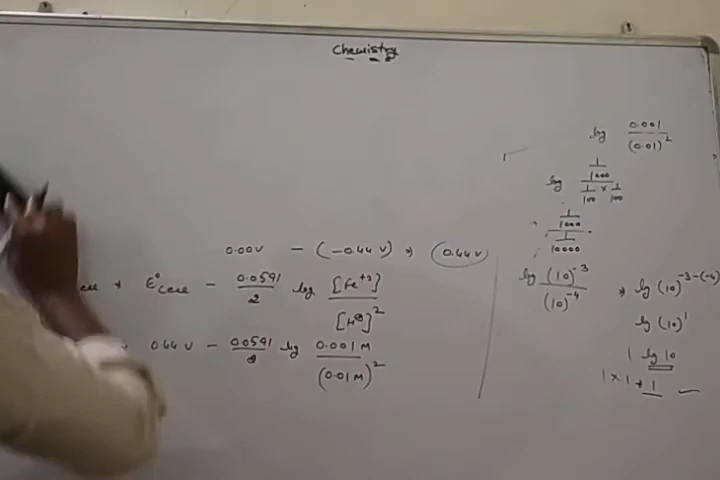 Chemistry
0.00V - (-0.44V) ⇒ 0.44V
cell = E°cell - 0.0591/2 log [Fe+2]/[H⊕]²
0.44V - 0.0591/2 log 0.001M/(0.01M)²
log 0.001/(0.01)²
log 1/1000 / 1/100 × 1/100
1/1000 / 1/10000
log (10)⁻³/(10)⁻⁴ ⇒ log (10)⁻³⁻⁽⁻⁴⁾
log (10)¹
1 log 10
1 × 1 ⇒ 1